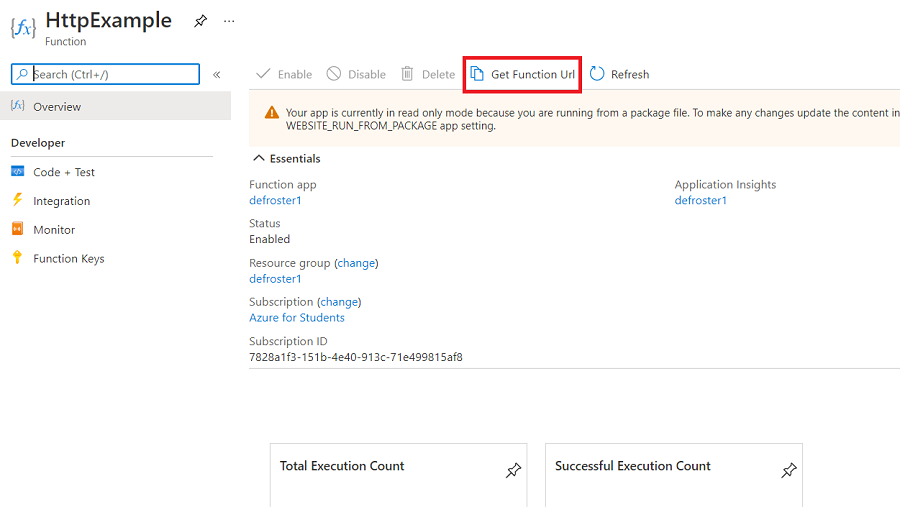 HttpExample
Function
Search (Ctrl+/)
Overview
Developer
Code + Test
Integration
Monitor
Function Keys
Enable Disable Delete Get Function Url Refresh
Your app is currently in read only mode because you are running from a package file. To make any changes update the content in
WEBSITE_RUN_FROM_PACKAGE app setting.
Essentials
Function app
defroster1
Application Insights
defroster1
Status
Enabled
Resource group (change)
defroster1
Subscription (change)
Azure for Students
Subscription ID
7828a1f3-151b-4e40-913c-71e499815af8
Total Execution Count
Successful Execution Count